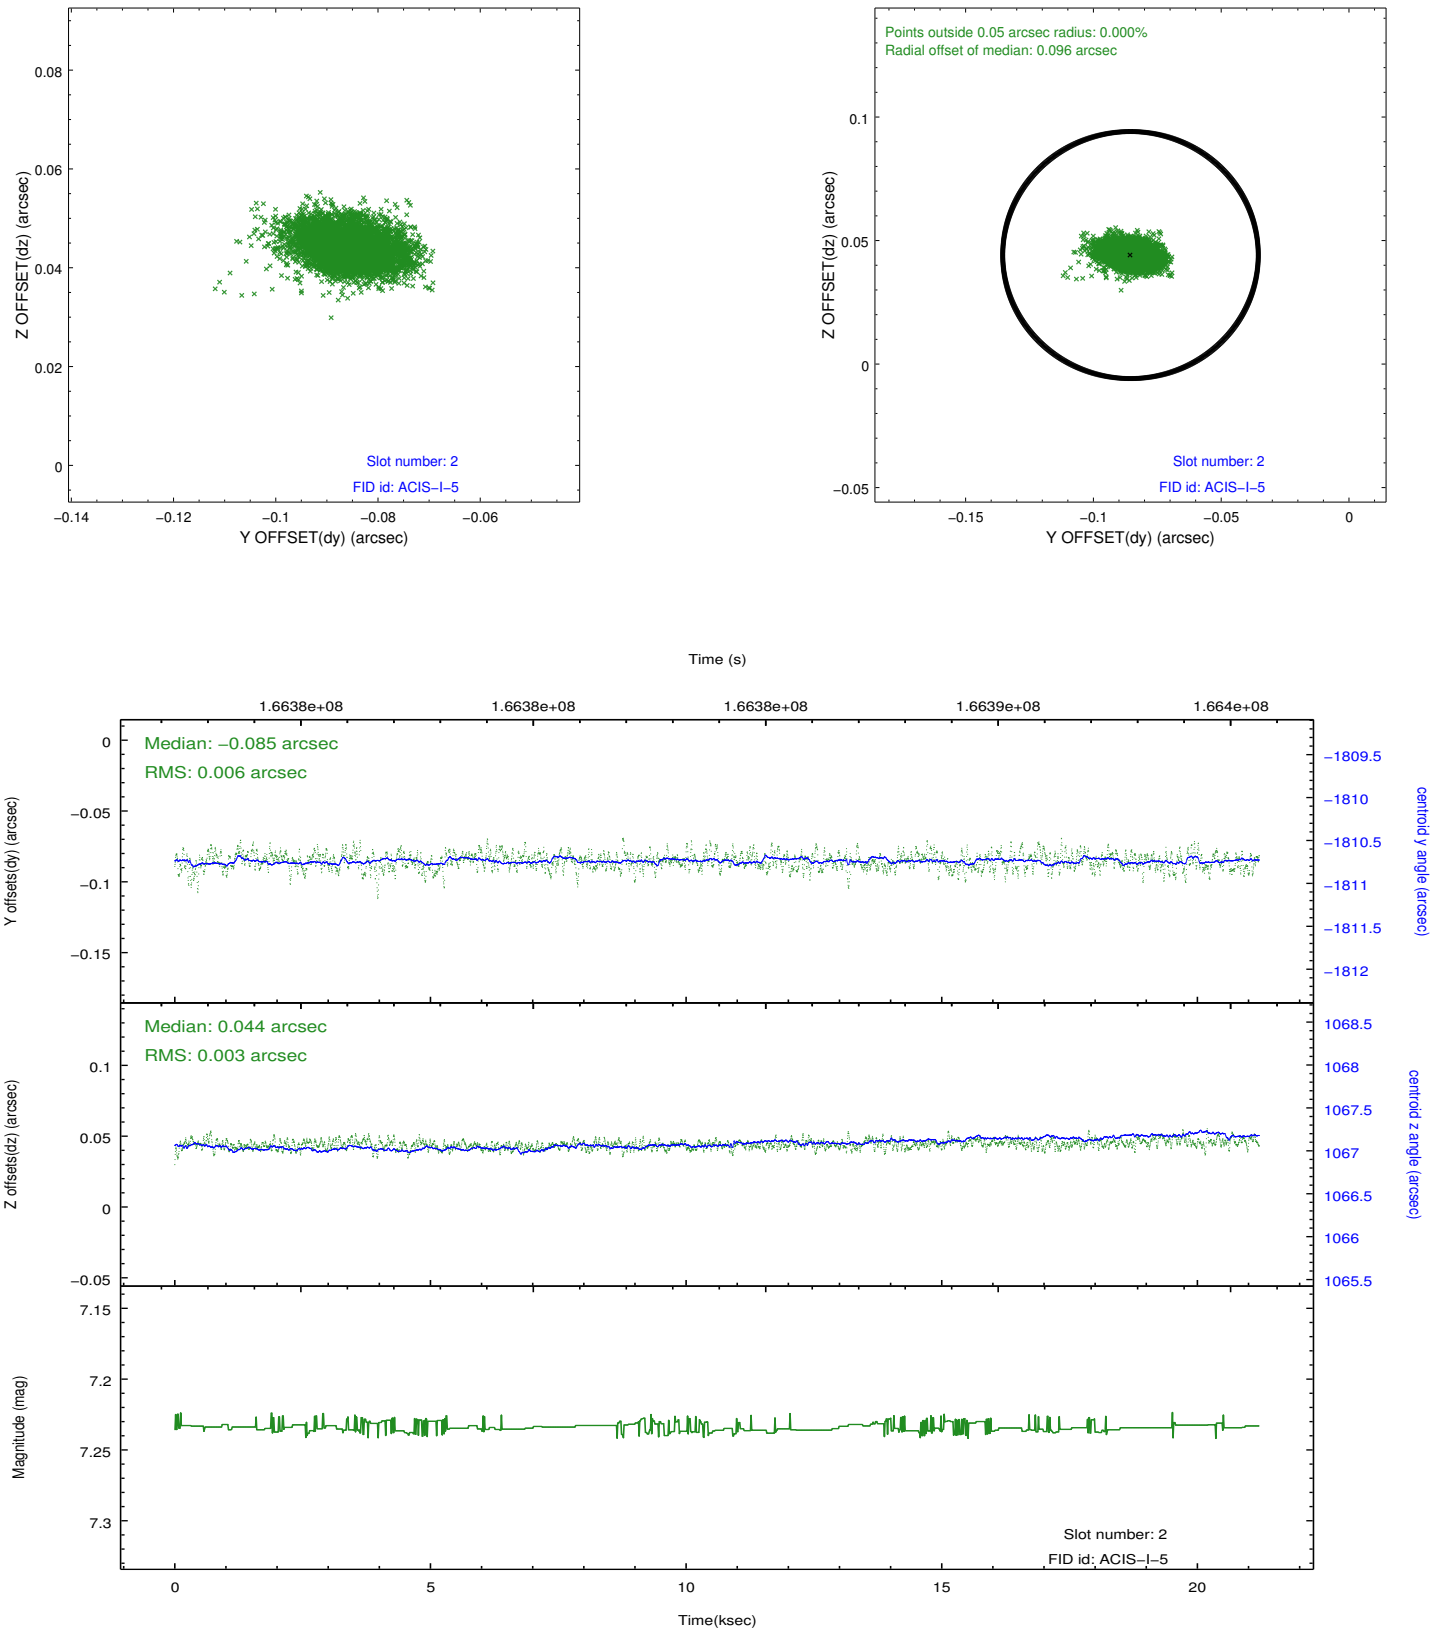 0.08
0.06
0.04
0.02
0
Z OFFSET(dz) (arcsec)
Slot number: 2
FID id: ACIS−I−5
−0.14 −0.12 −0.1 −0.08 −0.06
Y OFFSET(dy) (arcsec)
Points outside 0.05 arcsec radius: 0.000%
Radial offset of median: 0.096 arcsec
0.1
0.05
0
−0.05
Z OFFSET(dz) (arcsec)
Slot number: 2
FID id: ACIS−I−5
−0.15 −0.1 −0.05 0
Y OFFSET(dy) (arcsec)
Time (s)
1.6638e+08 1.6638e+08 1.6638e+08 1.6639e+08 1.664e+08
Median: −0.085 arcsec
RMS: 0.006 arcsec
0
−0.05
−0.1
−0.15
Y offsets(dy) (arcsec)
−1809.5
−1810
−1810.5
−1811
−1811.5
−1812
centroid y angle (arcsec)
Median: 0.044 arcsec
RMS: 0.003 arcsec
0.1
0.05
0
−0.05
Z offsets(dz) (arcsec)
1068.5
1068
1067.5
1067
1066.5
1066
1065.5
centroid z angle (arcsec)
7.15
7.2
7.25
7.3
Magnitude (mag)
Slot number: 2
FID id: ACIS−I−5
0 5 10 15 20
Time(ksec)